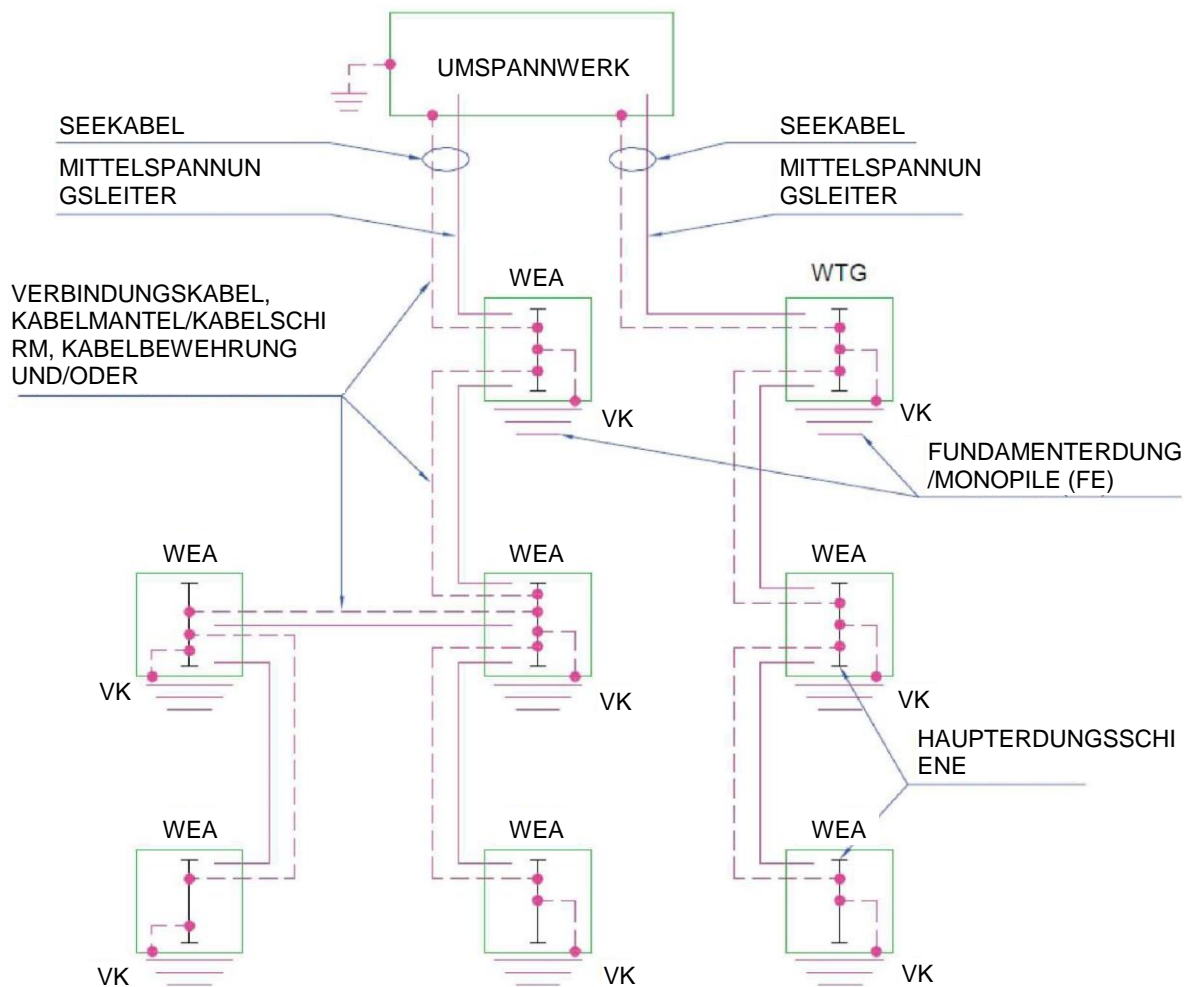 UMSPANNWERK
SEEKABEL
SEEKABEL
MITTELSPANNUN
GSLEITER
MITTELSPANNUN
GSLEITER
WEA
WTG
VERBINDUNGSKABEL,
KABELMANTEL/KABELSCHI
RM, KABELBEWEHRUNG
UND/ODER
VK
VK
FUNDAMENTERDUNG
/MONOPILE (FE)
WEA
WEA
WEA
VK
VK
VK
HAUPTERDUNGSSCHI
ENE
WEA
WEA
WEA
VK
VK
VK